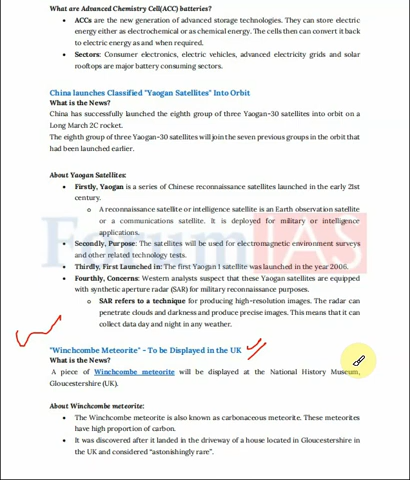 What are Advanced Chemistry Cell(ACC) batteries?
• ACCs are the new generation of advanced storage technologies. They can store electric
energy either as electrochemical or as chemical energy. The cells then can convert it back
to electric energy as and when required.
• Sectors: Consumer electronics, electric vehicles, advanced electricity grids and solar
rooftops are major battery consuming sectors.
China launches Classified "Yaogan Satellites" Into Orbit
What is the News?
China has successfully launched the eighth group of three Yaogan-30 satellites into orbit on a
Long March 2C rocket.
The eighth group of three Yaogan-30 satellites will join the seven previous groups in the orbit that
had been launched earlier.
About Yaogan Satellites:
• Firstly, Yaogan is a series of Chinese reconnaissance satellites launched in the early 21st
century.
o A reconnaissance satellite or intelligence satellite is an Earth observation satellite
or a communications satellite. It is deployed for military or intelligence
applications.
• Secondly, Purpose: The satellites will be used for electromagnetic environment surveys
and other related technology tests.
• Thirdly, First Launched in: The first Yaogan 1 satellite was launched in the year 2006.
• Fourthly, Concerns: Western analysts suspect that these Yaogan Satellites are equipped
with synthetic aperture radar (SAR) for military reconnaissance purposes.
o SAR refers to a technique for producing high-resolution images. The radar can
penetrate clouds and darkness and produce precise images. This means that it can
collect data day and night in any weather.
"Winchcombe Meteorite" - To be Displayed in the UK
What is the News?
A piece of Winchcombe meteorite will be displayed at the National History Museum,
Gloucestershire (UK).
About Winchcombe meteorite:
• The Winchcombe meteorite is also known as carbonaceous meteorite. These meteorites
have high proportion of carbon.
• It was discovered after it landed in the driveway of a house located in Gloucestershire in
the UK and considered "astonishingly rare".
Forum IAS